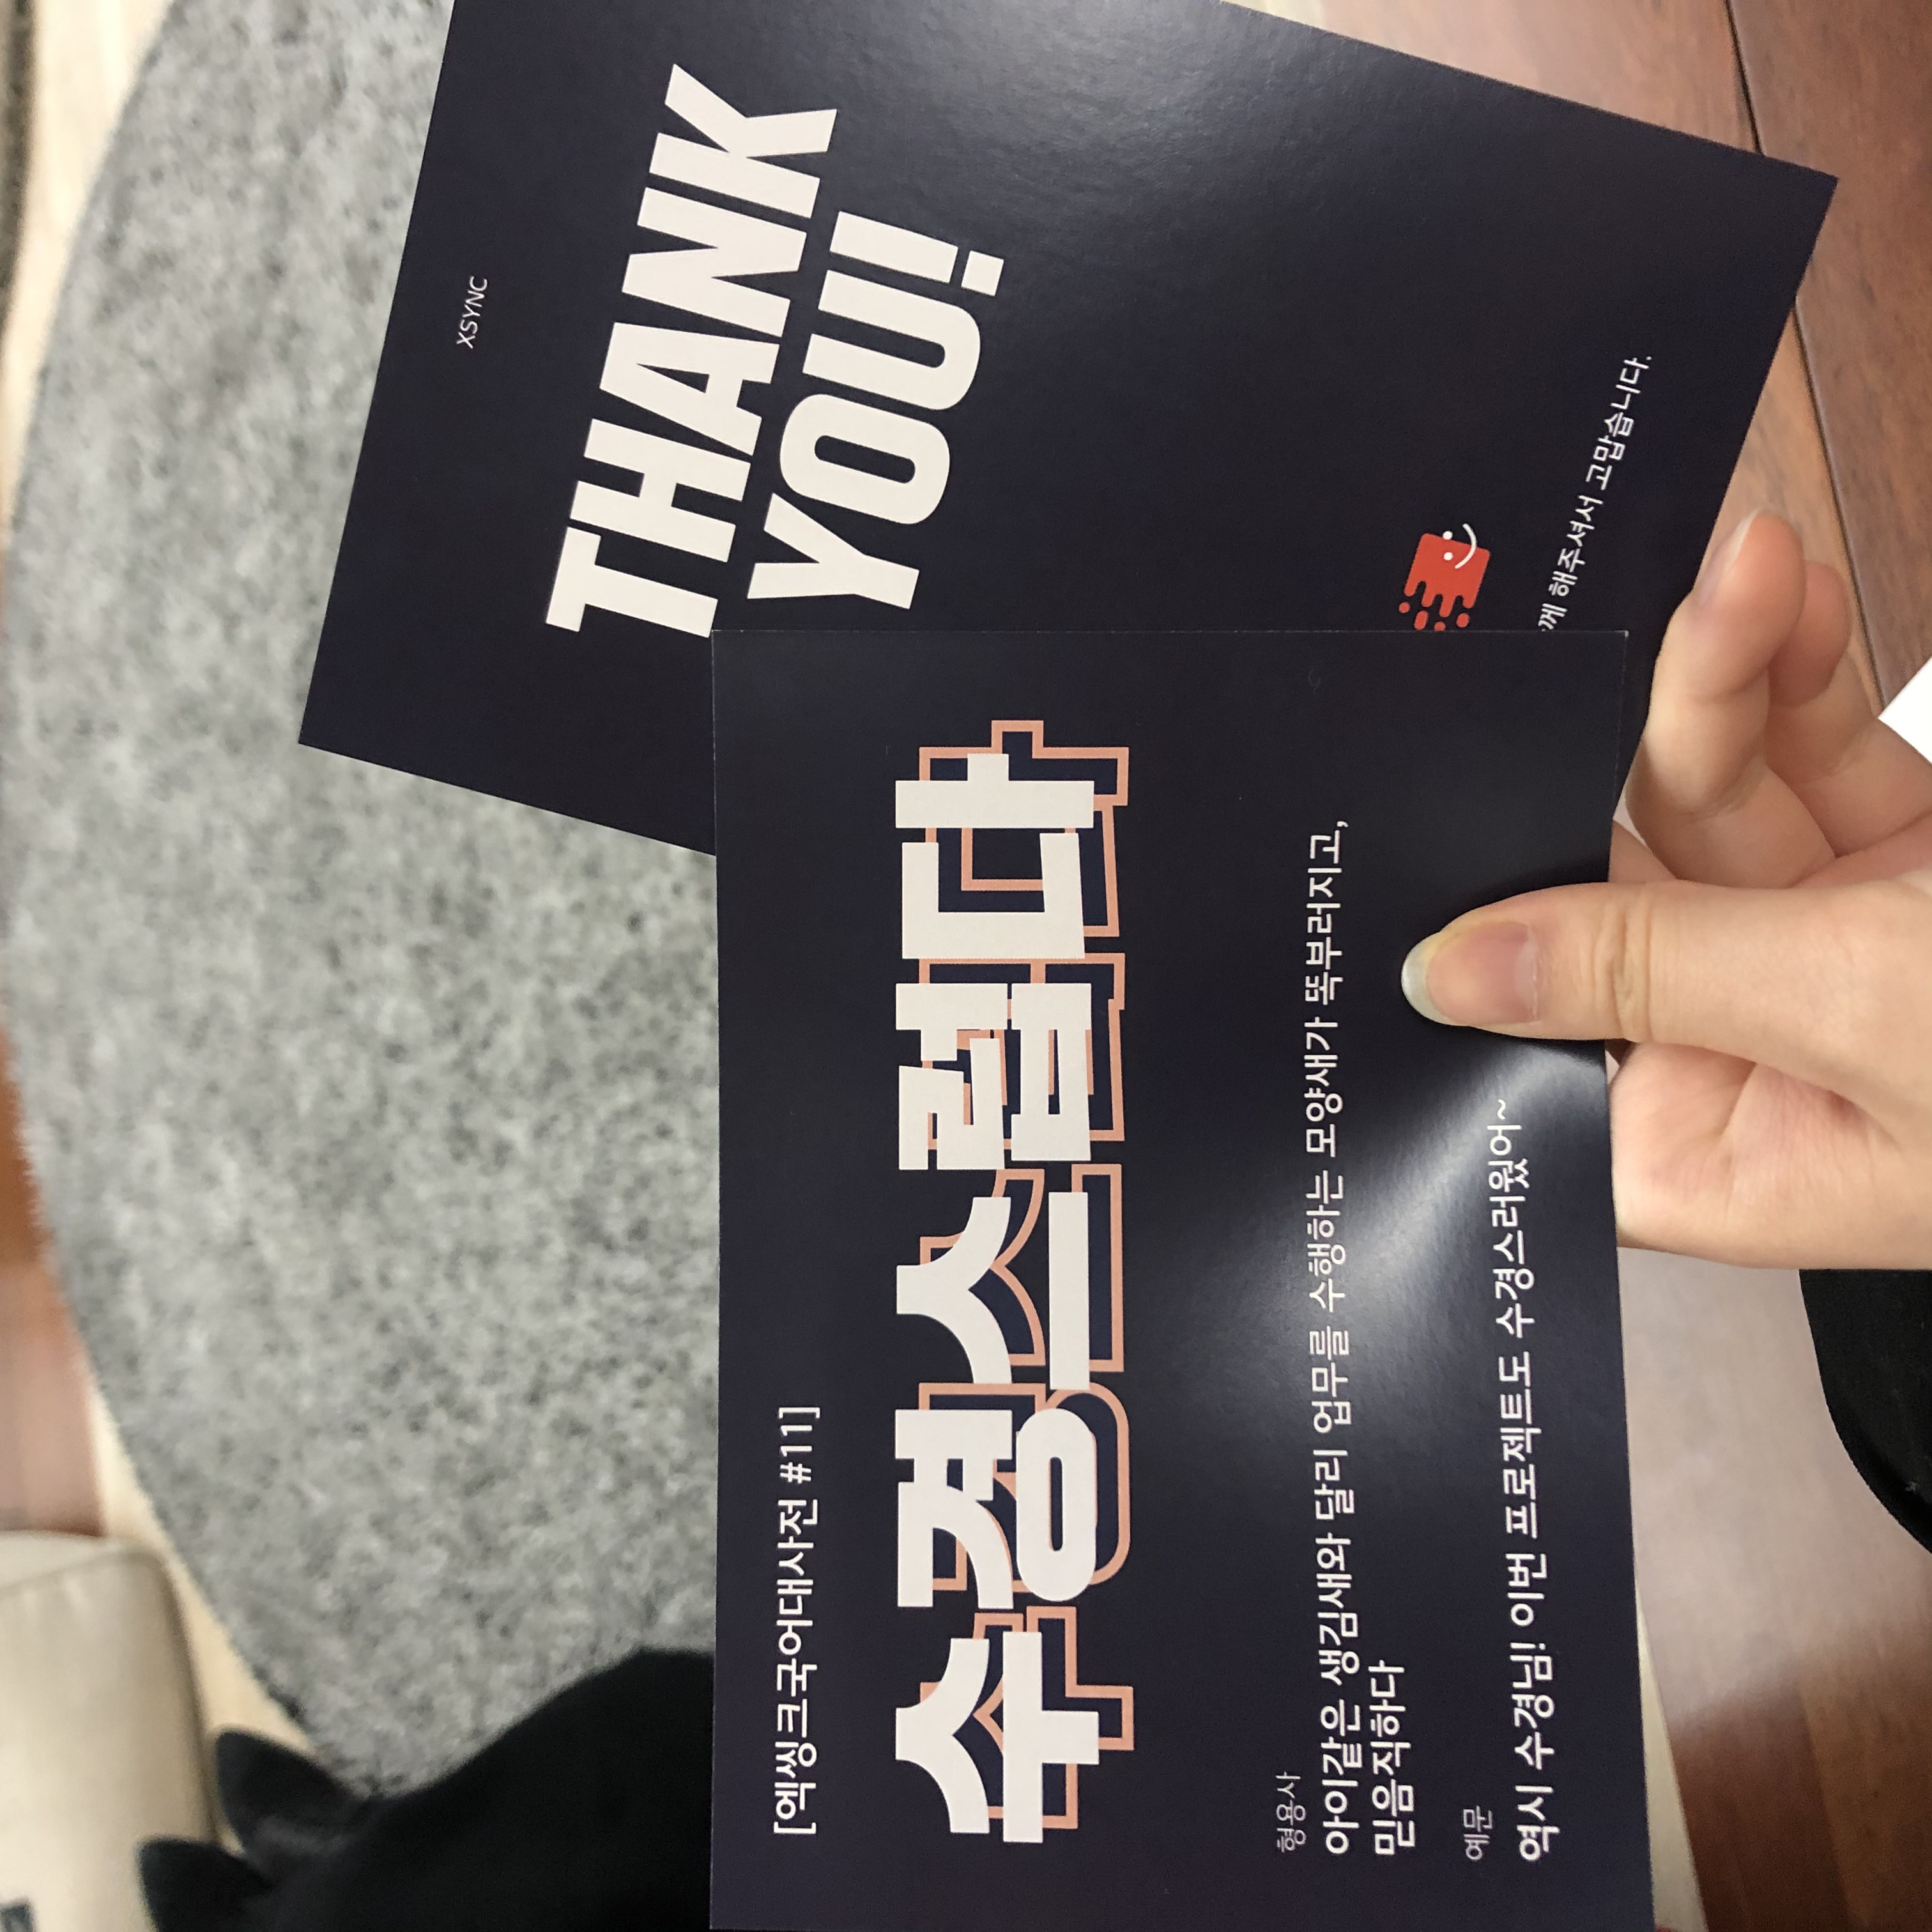 [엑씽크국어대사전 #11]
수경스럽다
형용사
아이같은 생김새와 달리 업무를 수행하는 모양새가 똑부러지고,
믿음직하다
예문
역시 수경님! 이번 프로젝트도 수경스러웠어~
XSYNC
THANK
YOU!
께 해주셔서 고맙습니다.